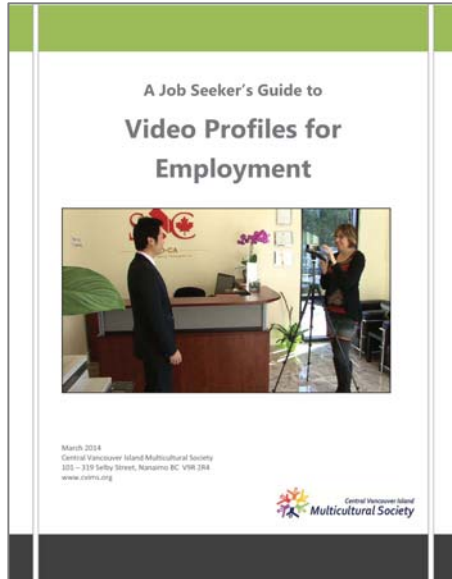 A Job Seeker's Guide to
Video Profiles for
Employment
March 2014
Central Vancouver Island Multicultural Society
101 – 319 Selby Street, Nanaimo BC V9R 2R4
www.cvims.org
Central Vancouver Island
Multicultural Society